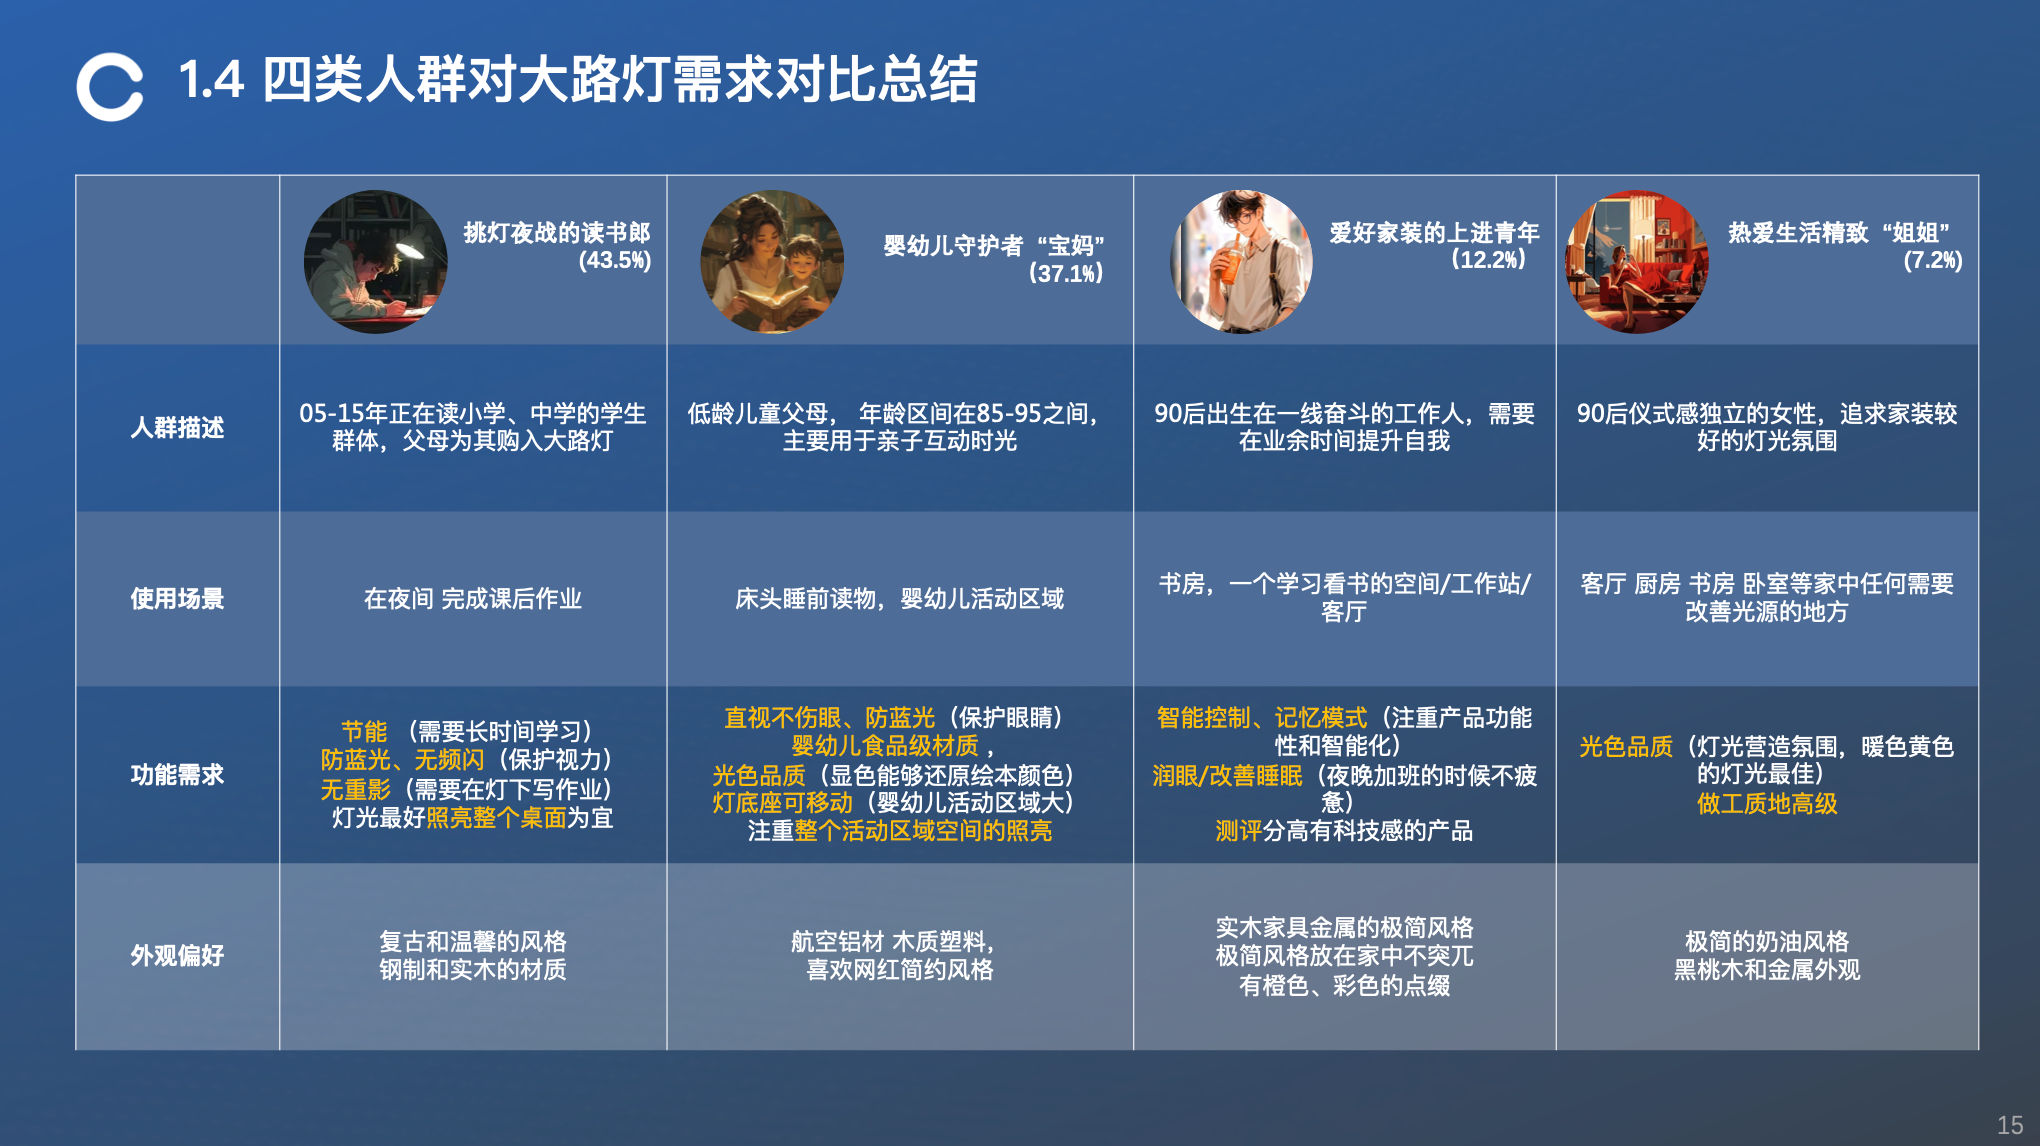 1.4 四类人群对大路灯需求对比总结
挑灯夜战的读书郎
(43.5%)
婴幼儿守护者 “宝妈”
(37.1%)
爱好家装的上进青年
(12.2%)
热爱生活精致 “姐姐”
(7.2%)
人群描述
05-15年正在读小学、中学的学生
群体，父母为其购入大路灯
低龄儿童父母， 年龄区间在85-95之间，
主要用于亲子互动时光
90后出生在一线奋斗的工作人，需要
在业余时间提升自我
90后仪式感独立的女性，追求家装较
好的灯光氛围
使用场景
在夜间 完成课后作业
床头睡前读物，婴幼儿活动区域
书房，一个学习看书的空间/工作站/
客厅
客厅 厨房 书房 卧室等家中任何需要
改善光源的地方
功能需求
节能 （需要长时间学习）
防蓝光、无频闪（保护视力）
无重影（需要在灯下写作业）
灯光最好照亮整个桌面为宜
直视不伤眼、防蓝光（保护眼睛）
婴幼儿食品级材质 ，
光色品质（显色能够还原绘本颜色）
灯底座可移动（婴幼儿活动区域大）
注重整个活动区域空间的照亮
智能控制、记忆模式（注重产品功能
性和智能化）
润眼/改善睡眠（夜晚加班的时候不疲
惫）
测评分高有科技感的产品
光色品质（灯光营造氛围，暖色黄色
的灯光最佳）
做工质地高级
外观偏好
复古和温馨的风格
钢制和实木的材质
航空铝材 木质塑料，
喜欢网红简约风格
实木家具金属的极简风格
极简风格放在家中不突兀
有橙色、彩色的点缀
极简的奶油风格
黑桃木和金属外观
15